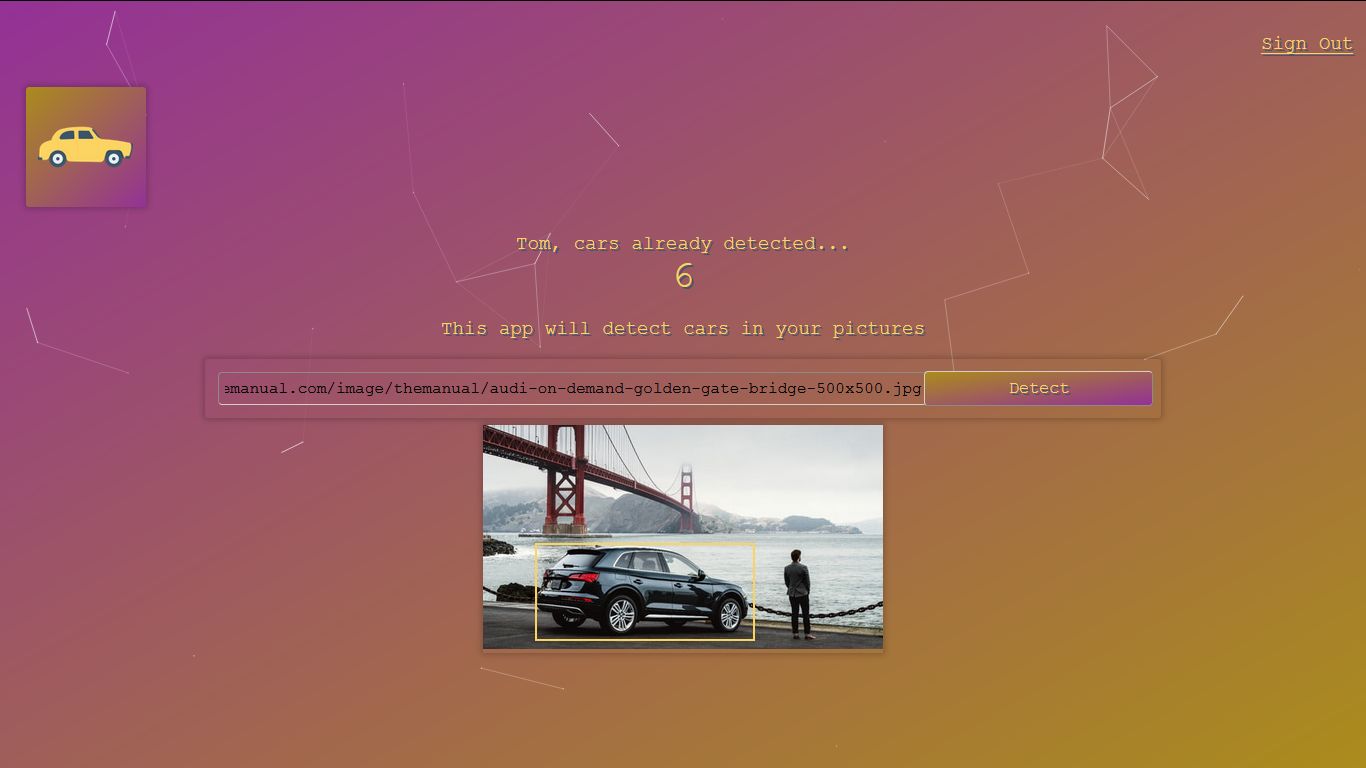 Sign Out
Tom, cars already detected...
6
This app will detect cars in your pictures
emanual.com/image/themanual/audi-on-demand-golden-gate-bridge-500x500.jpg
Detect